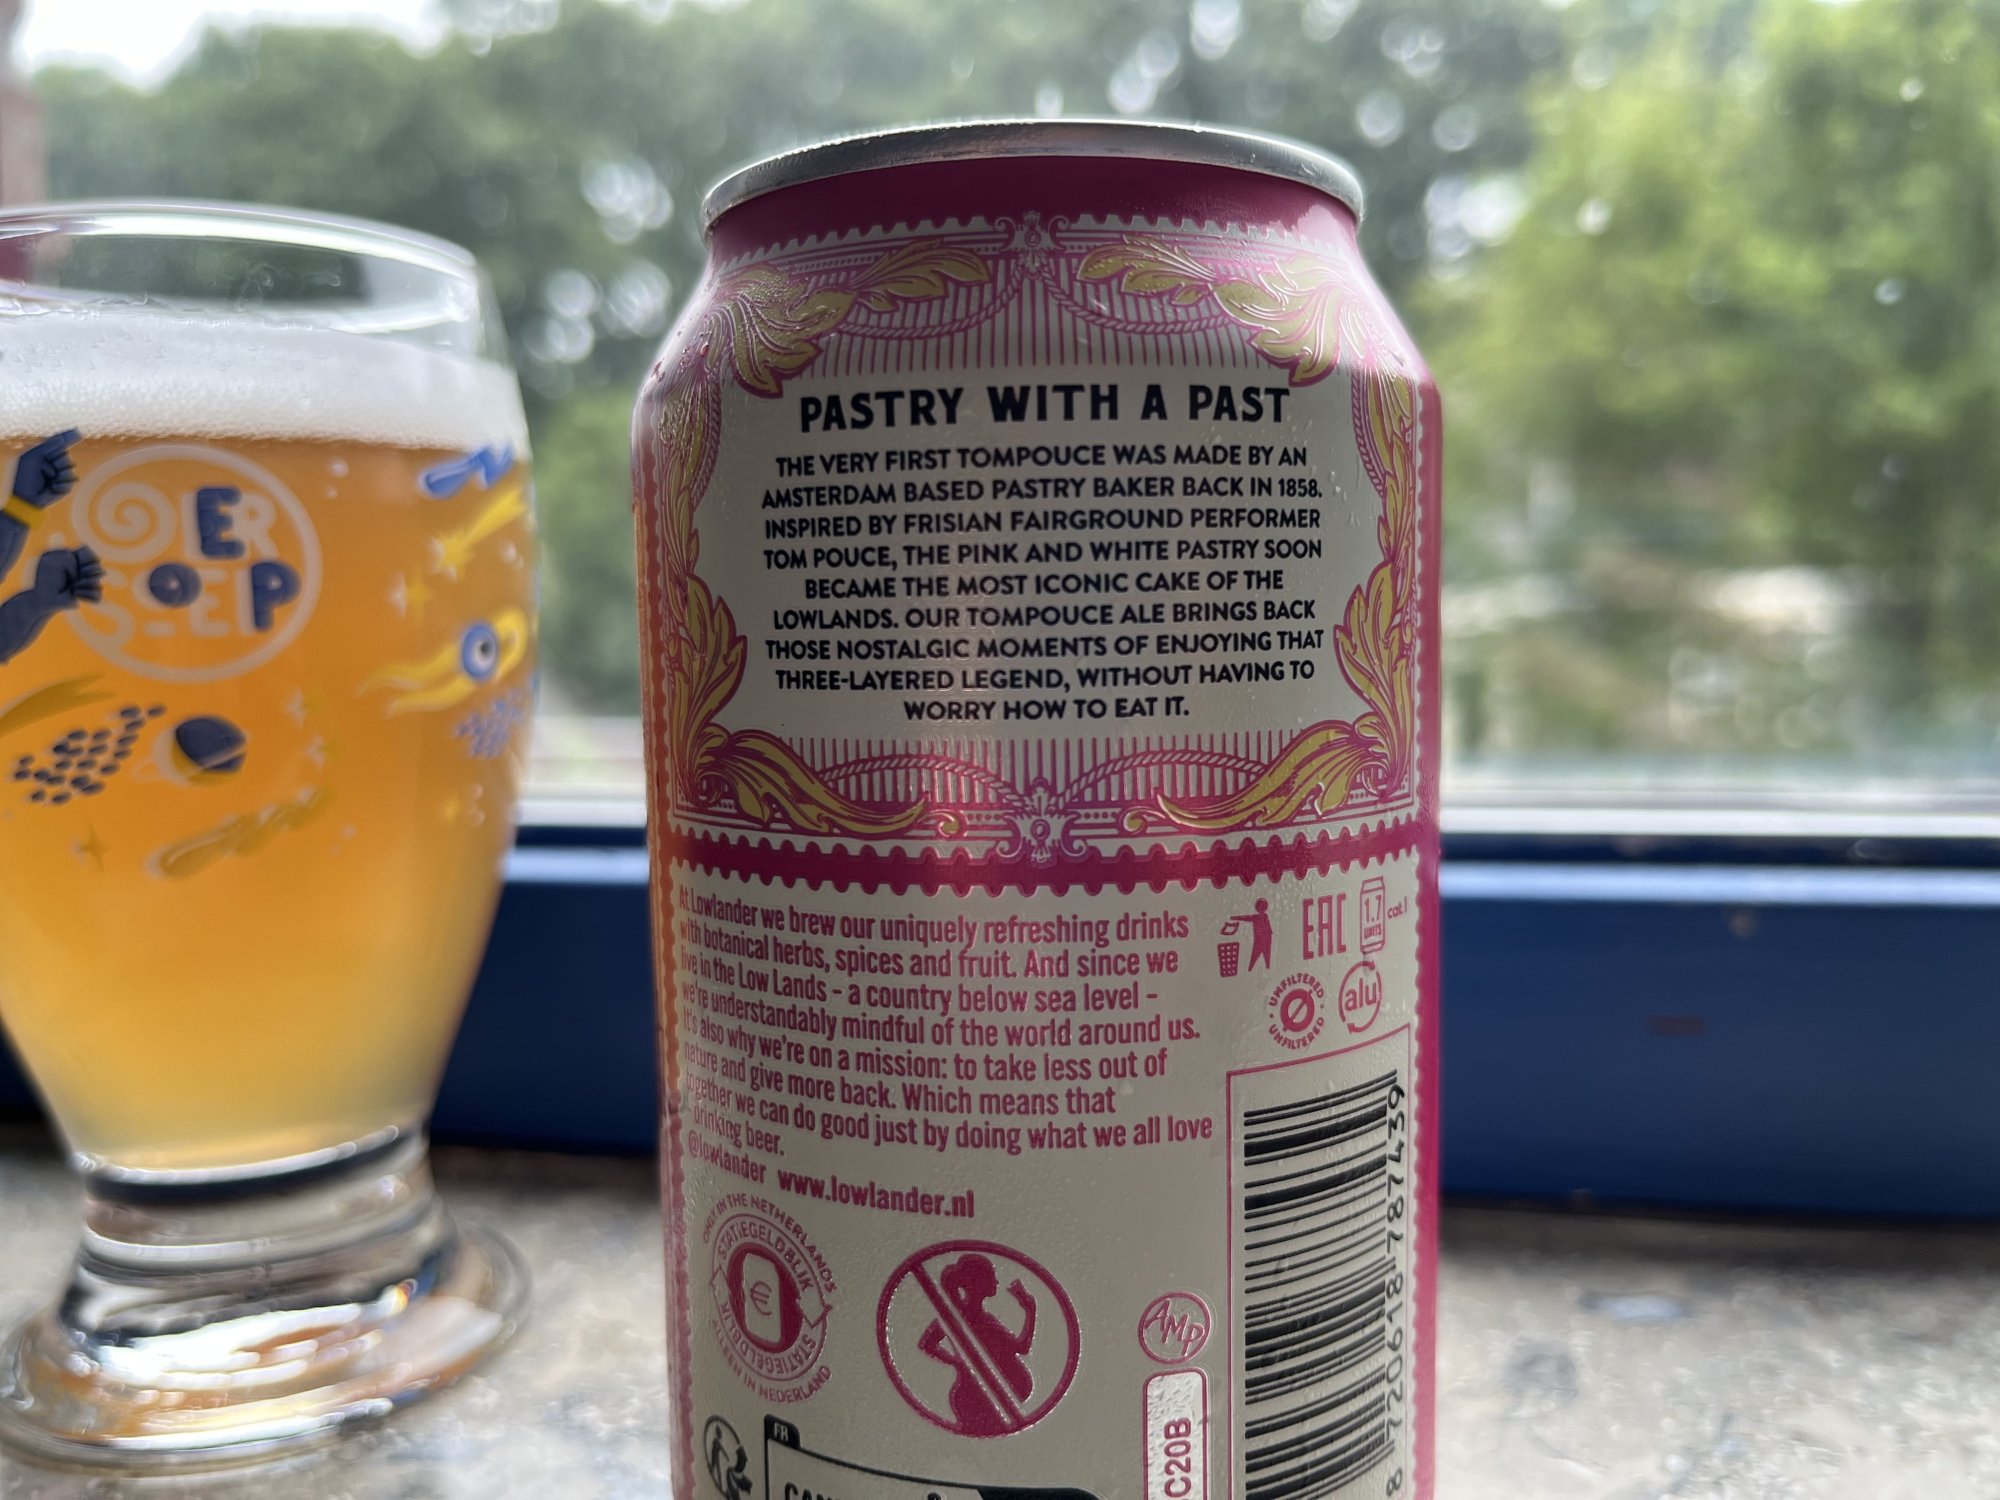 PASTRY WITH A PAST
THE VERY FIRST TOMPOUCE WAS MADE BY AN
AMSTERDAM BASED PASTRY BAKER BACK IN 1858.
INSPIRED BY FRISIAN FAIRGROUND PERFORMER
TOM POUCE, THE PINK AND WHITE PASTRY SOON
BECAME THE MOST ICONIC CAKE OF THE
LOWLANDS. OUR TOMPOUCE ALE BRINGS BACK
THOSE NOSTALGIC MOMENTS OF ENJOYING THAT
THREE-LAYERED LEGEND, WITHOUT HAVING TO
WORRY HOW TO EAT IT.
At Lowlander we brew our uniquely refreshing drinks
with botanical herbs, spices and fruit. And since we
live in the Low Lands - a country below sea level -
we're understandably mindful of the world around us.
It's also why we're on a mission: to take less out of
nature and give more back. Which means that
together we can do good just by doing what we all love
- drinking beer.
@lowlander www.lowlander.nl
EAC
1.7
UNITS
UNFILTERED
UNFILTERED
alu
ONLY IN THE NETHERLANDS
STATIEGELDBLIK
STATIEGELDBLIK
ALLEEN IN NEDERLAND
AMP
C20B
FR
8 720618 787439
OERSOEP